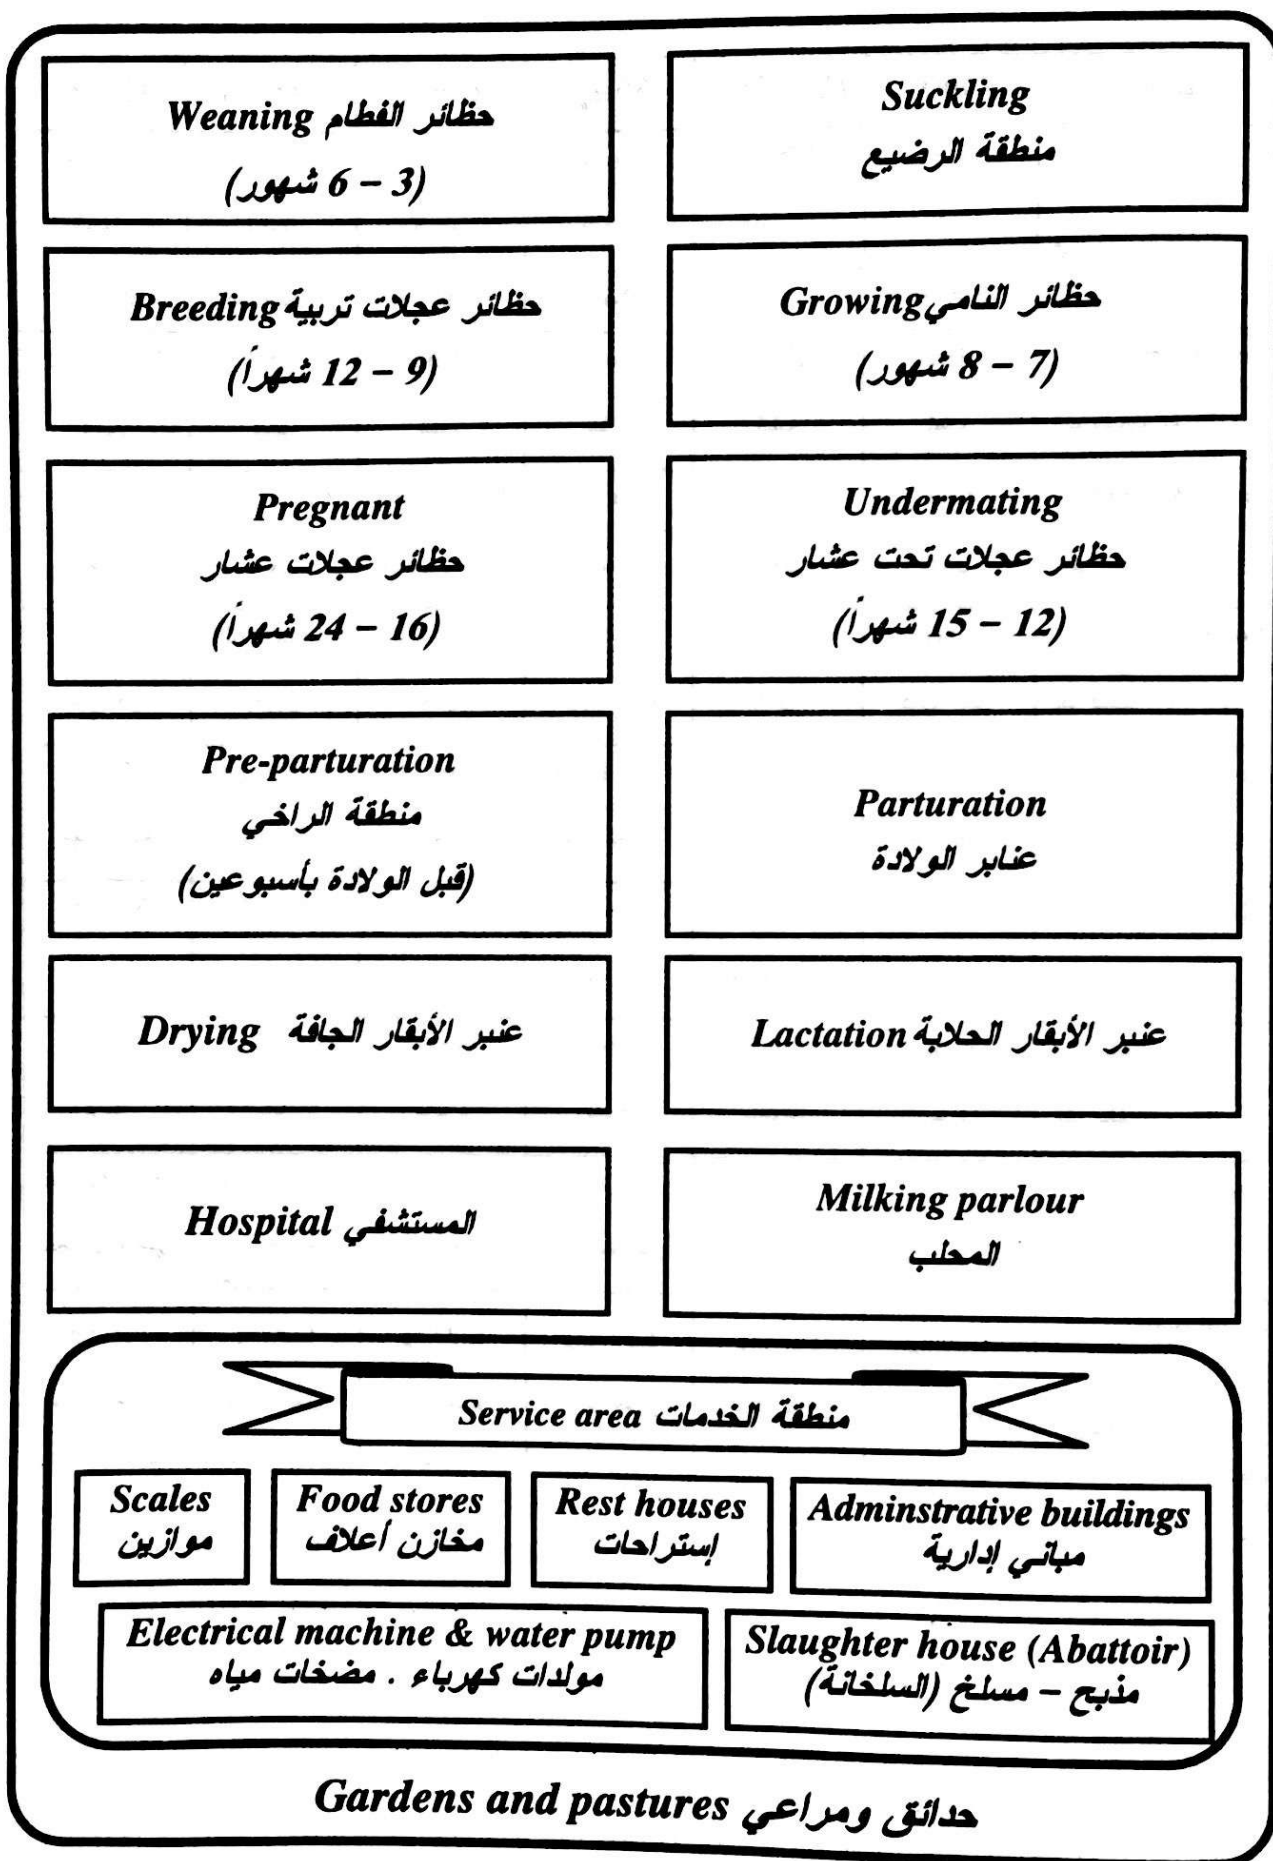 Suckling
منطقة الرضيع
حظائر الفطام Weaning
(3 – 6 شهور)
حظائر النامي Growing
(7 – 8 شهور)
حظائر عجلات تربية Breeding
(9 – 12 شهراً)
Undermating
حظائر عجلات تحت عشار
(12 – 15 شهراً)
Pregnant
حظائر عجلات عشار
(16 – 24 شهراً)
Parturation
عنابر الولادة
Pre-parturation
منطقة الراخي
(قبل الولادة بأسبوعين)
عنبر الأبقار الحلابة Lactation
عنبر الأبقار الجافة Drying
Milking parlour
المحلب
المستشفي Hospital
منطقة الخدمات Service area
Adminstrative buildings
مباني إدارية
Rest houses
إستراحات
Food stores
مخازن أعلاف
Scales
موازين
Slaughter house (Abattoir)
مذبح – مسلخ (السلخانة)
Electrical machine & water pump
مولدات كهرباء . مضخات مياه
حدائق ومراعي Gardens and pastures